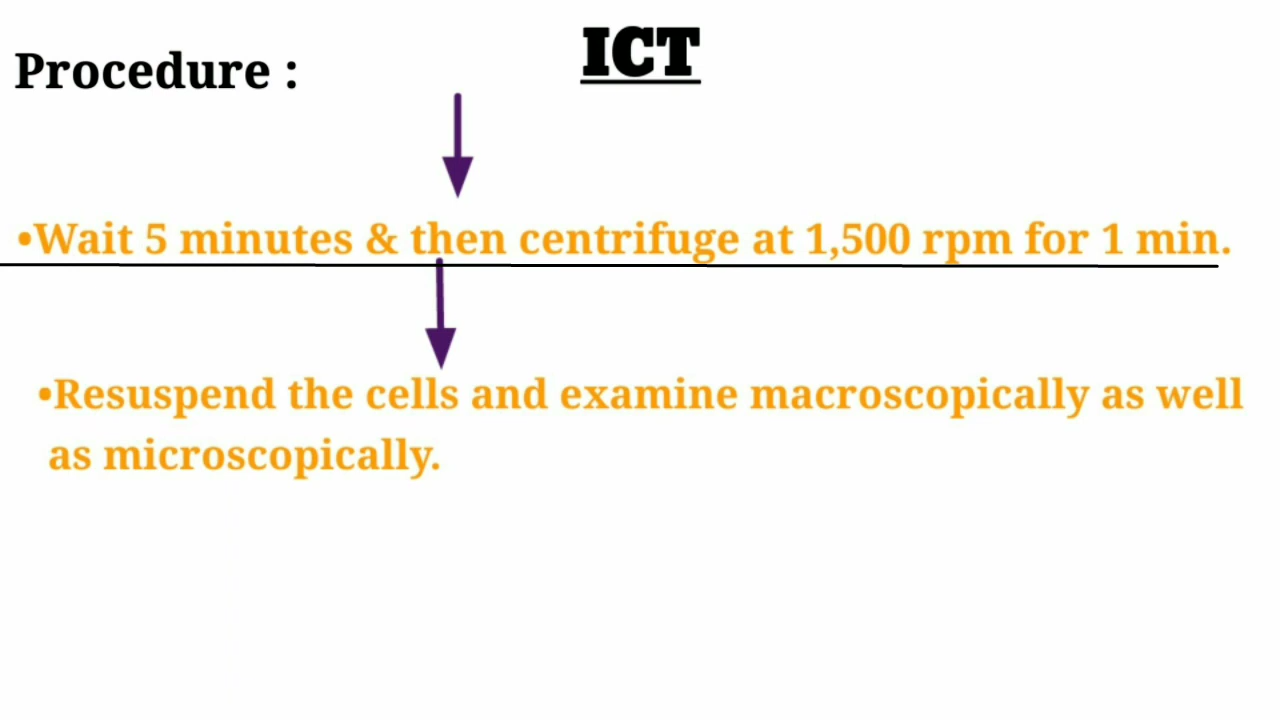 ICT
Procedure :
•Wait 5 minutes & then centrifuge at 1,500 rpm for 1 min.
•Resuspend the cells and examine macroscopically as well
as microscopically.